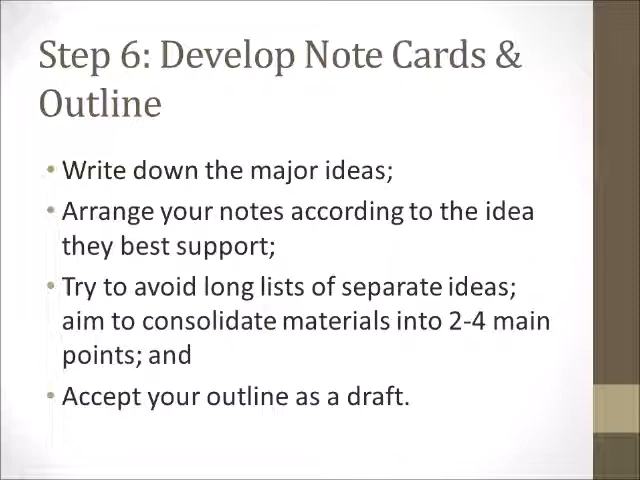 Step 6: Develop Note Cards &
Outline
• Write down the major ideas;
• Arrange your notes according to the idea
they best support;
• Try to avoid long lists of separate ideas;
aim to consolidate materials into 2-4 main
points; and
• Accept your outline as a draft.